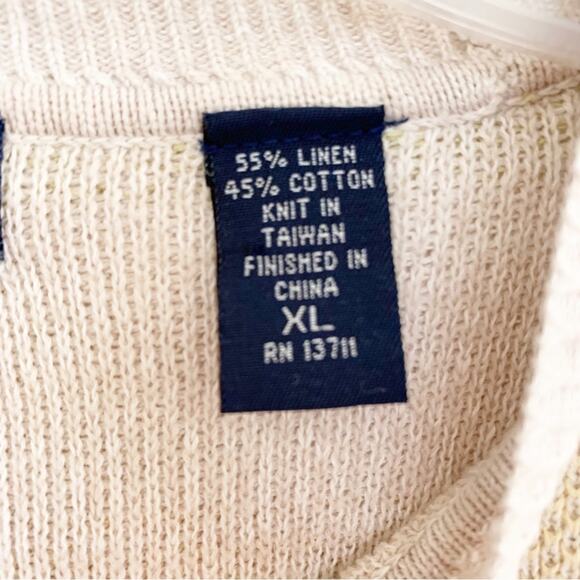 55% LINEN
45% COTTON
KNIT IN
TAIWAN
FINISHED IN
CHINA
XL
RN 13711